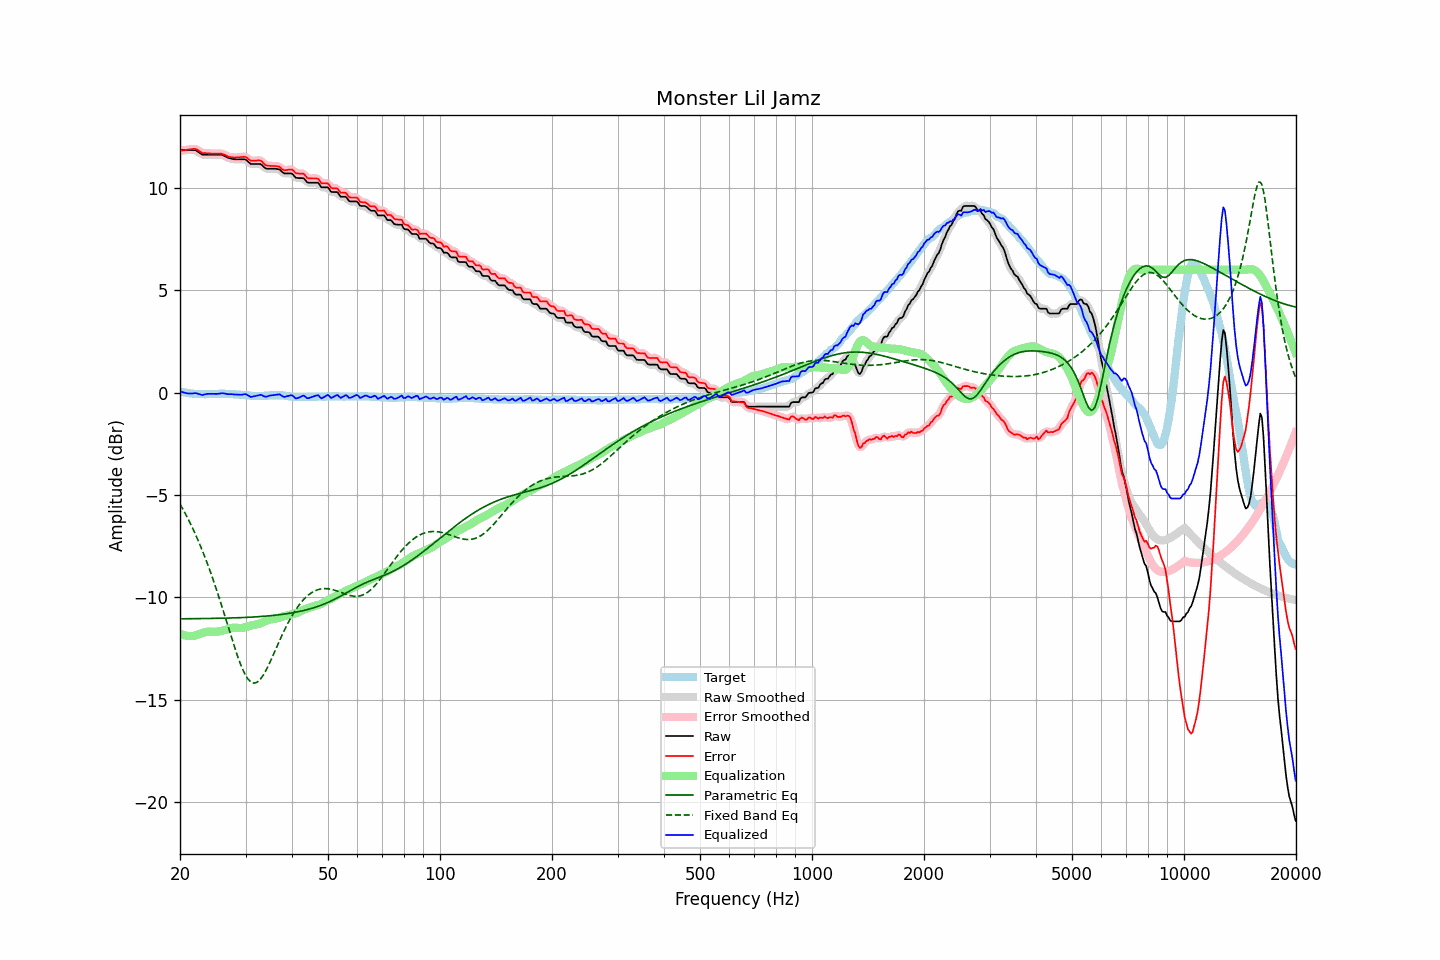 Monster Lil Jamz
Amplitude (dBr)
10
5
0
−5
−10
−15
−20
Target
Raw Smoothed
Error Smoothed
Raw
Error
Equalization
Parametric Eq
Fixed Band Eq
Equalized
20 50 100 200 500 1000 2000 5000 10000 20000
Frequency (Hz)